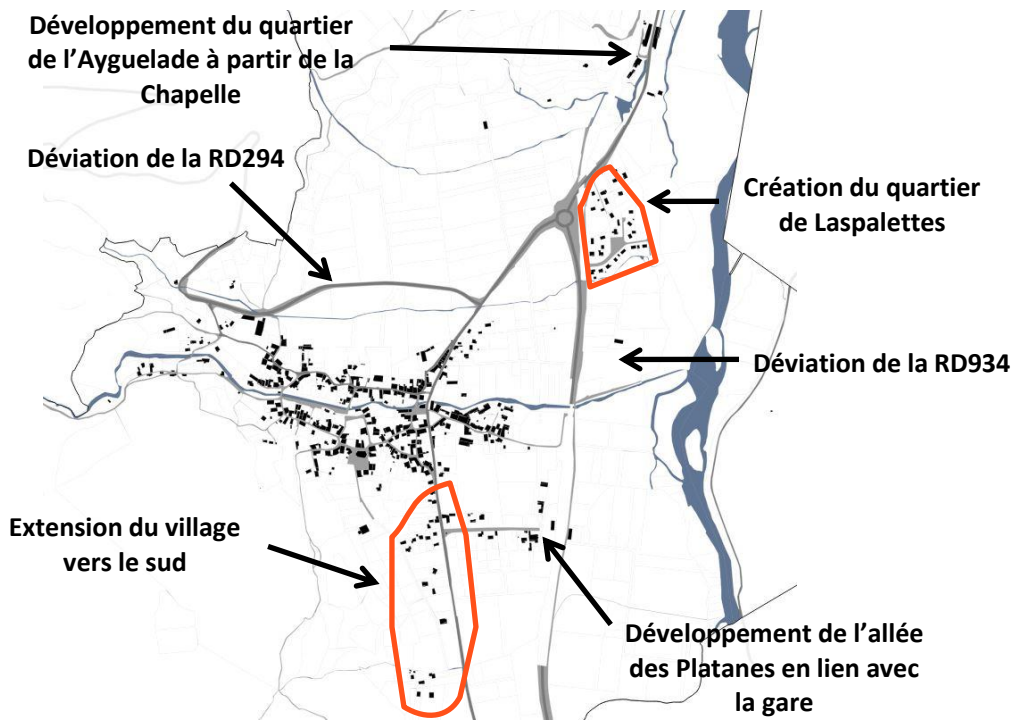 Développement du quartier
de l’Ayguelade à partir de la
Chapelle
Déviation de la RD294
Création du quartier
de Laspalettes
Déviation de la RD934
Extension du village
vers le sud
Développement de l’allée
des Platanes en lien avec
la gare